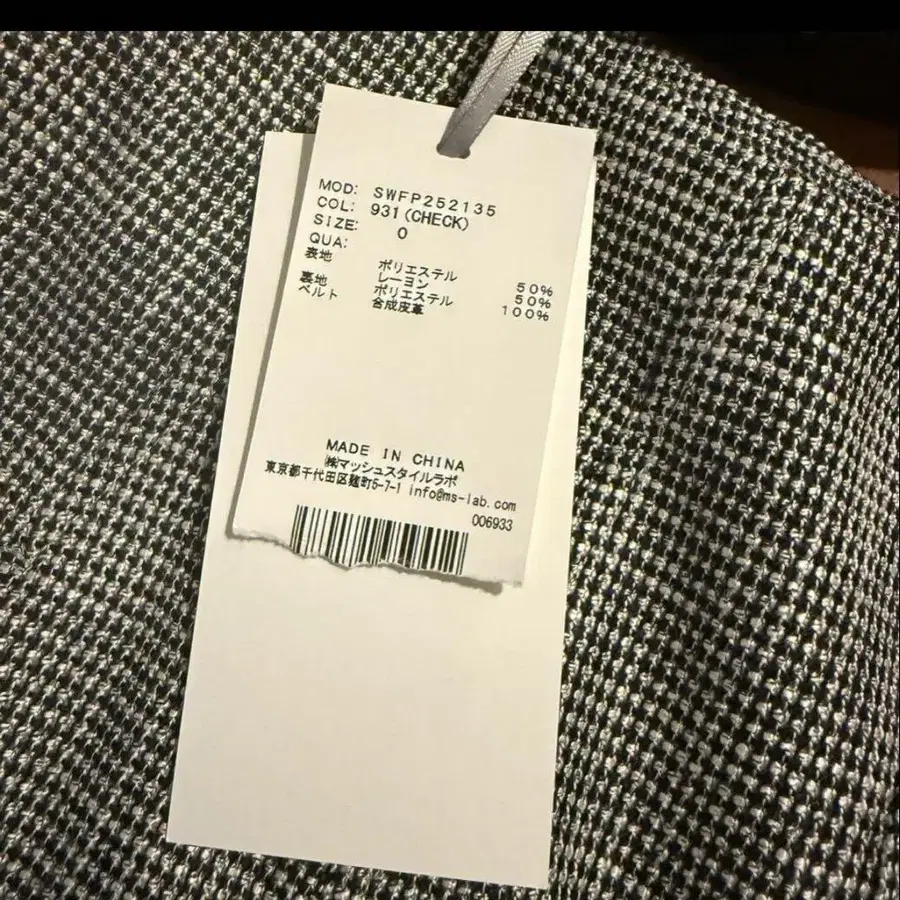 MOD: SWFP252135
COL: 931(CHECK)
SIZE: 0
QUA:
表地 ポリエステル 50%
レーヨン 50%
裏地 ポリエステル 100%
ベルト 合成皮革
MADE IN CHINA
㈱マッシュスタイルラボ
東京都千代田区麹町5-7-1 info@ms-lab.com
006933